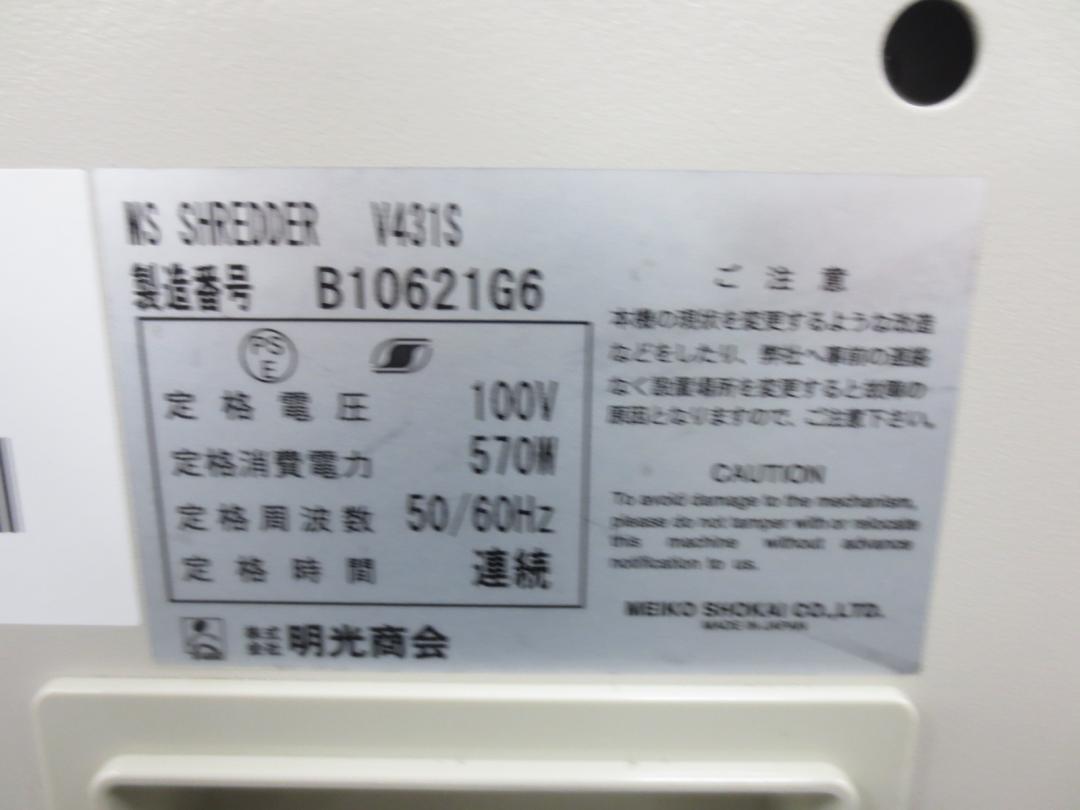 MS SHREDDER V431S
製造番号 B10621G6
PS
E
定格電圧 100V
定格消費電力 570W
定格周波数 50/60Hz
定格時間 連続
株式会社 明光商会
ご注意
本機の現状を変更するような改造
などをしたり、弊社へ事前の連絡
なく設置場所を変更すると故障の
原因となりますので、ご注意下さい。
CAUTION
To avoid damage to the mechanism,
please do not tamper with or relocate
this machine without advance
notification to us.
MEIKO SHOKAI CO.,LTD.
MADE IN JAPAN